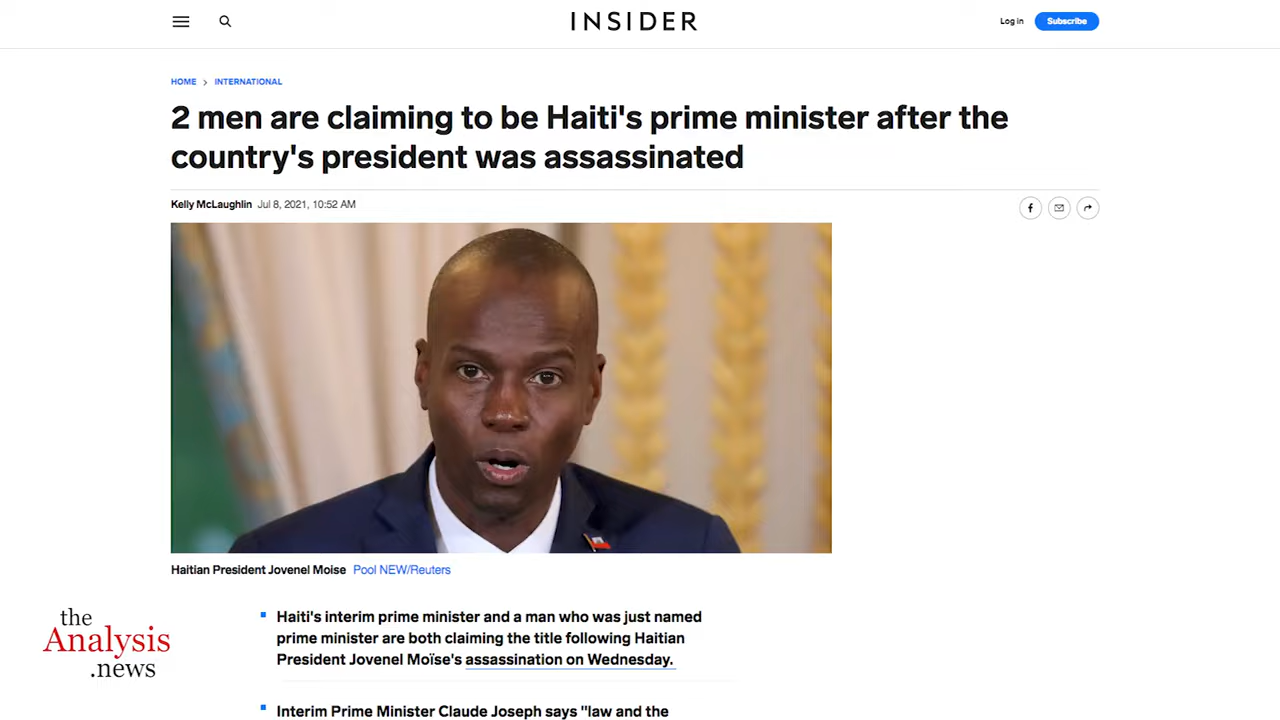 INSIDER
Log in
Subscribe
HOME > INTERNATIONAL
2 men are claiming to be Haiti's prime minister after the
country's president was assassinated
Kelly McLaughlin Jul 8, 2021, 10:52 AM
Haitian President Jovenel Moise Pool NEW/Reuters
Haiti's interim prime minister and a man who was just named
prime minister are both claiming the title following Haitian
President Jovenel Moïse's assassination on Wednesday.
Interim Prime Minister Claude Joseph says "law and the
the
Analysis
.news